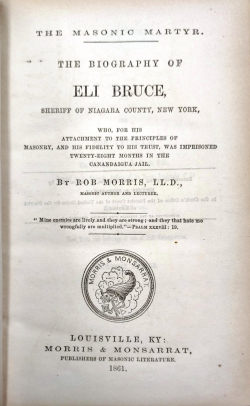 THE MASONIC MARTYR.
THE BIOGRAPHY OF
ELI BRUCE,
SHERIFF OF NIAGARA COUNTY, NEW YORK,
WHO, FOR HIS
ATTACHMENT TO THE PRINCIPLES OF
MASONRY, AND HIS FIDELITY TO HIS TRUST, WAS IMPRISONED
TWENTY-EIGHT MONTHS IN THE
CANANDAIGUA JAIL.
BY ROB MORRIS, LL.D.,
MASONIC AUTHOR AND LECTURER.
"Mine enemies are lively and they are strong; and they that hate me
wrongfully are multiplied."—PSALM xxxviii: 19.
MORRIS & MONSARRAT
LOUISVILLE, KY:
MORRIS & MONSARRAT,
PUBLISHERS OF MASONIC LITERATURE.
1861.